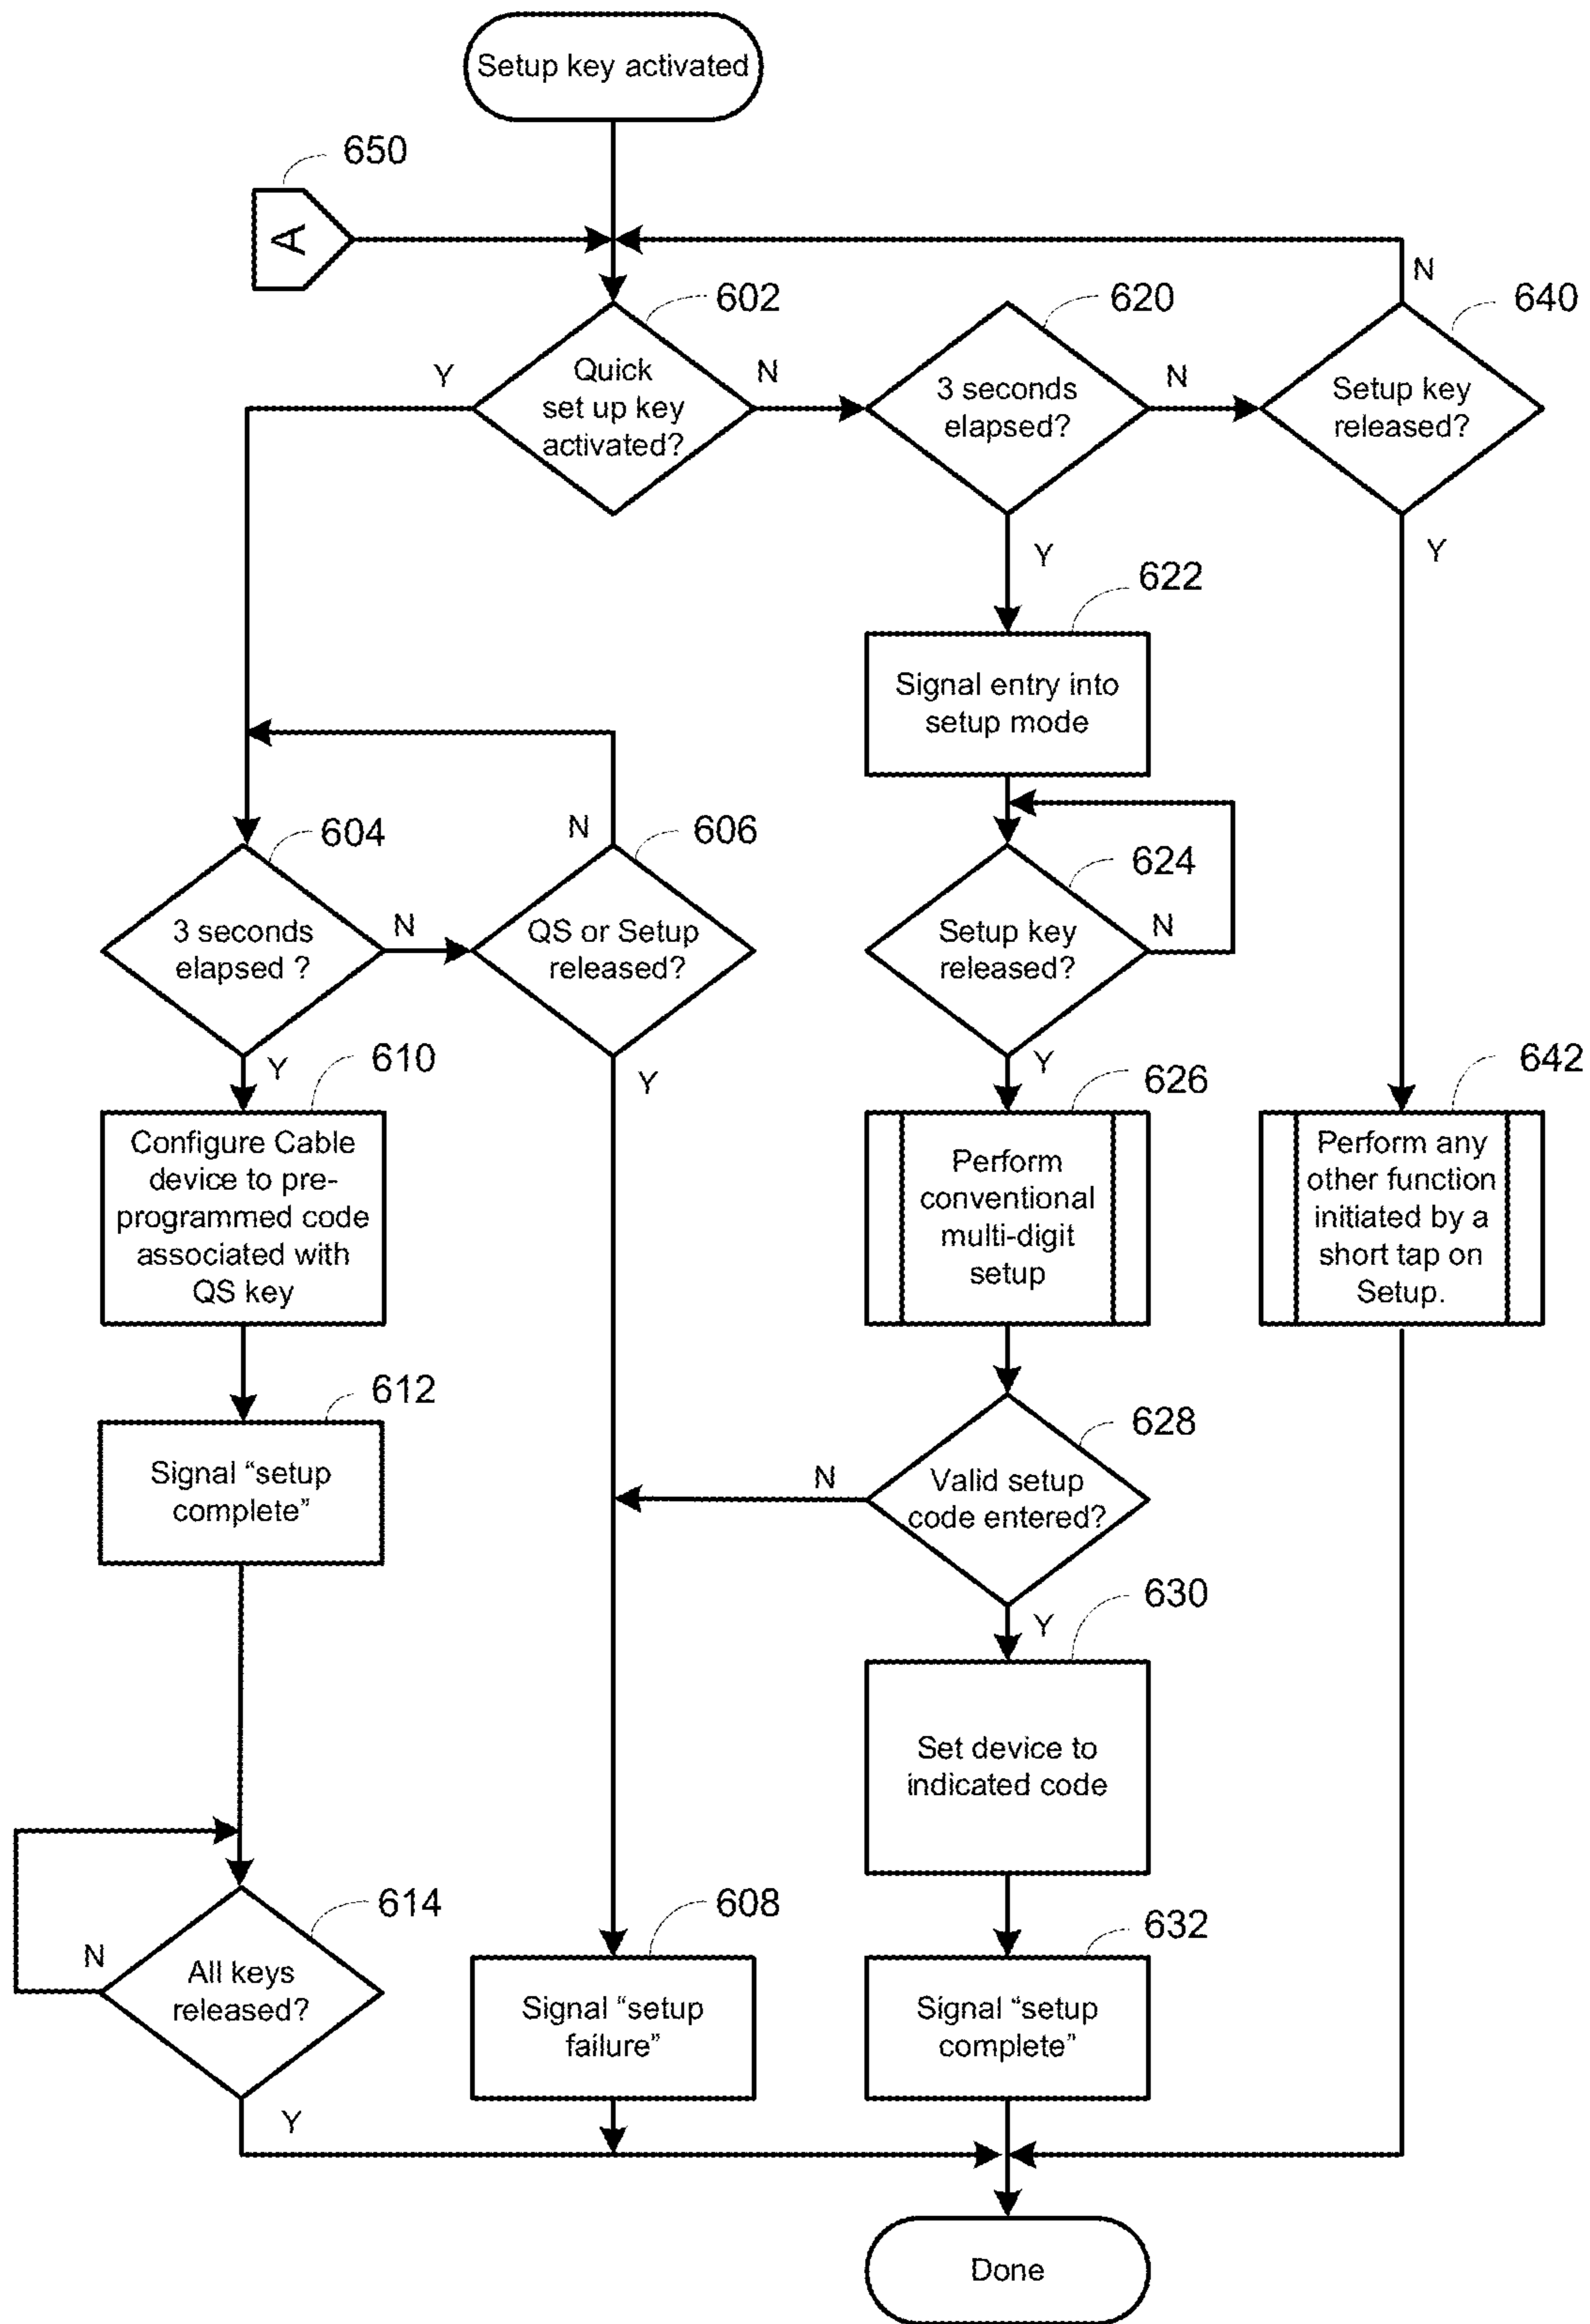 Setup key activated
650
A
N
602
620
640
Y
Quick
set up key
activated?
N
3 seconds
elapsed?
N
Setup key
released?
Y
Y
622
Signal entry into
setup mode
604
N
606
624
3 seconds
elapsed ?
N
QS or Setup
released?
Setup key
released?
N
Y
610
Y
Y
626
642
Configure Cable
device to pre-
programmed code
associated with
QS key
Perform
conventional
multi-digit
setup
Perform any
other function
initiated by a
short tap on
Setup.
612
628
Signal “setup
complete”
N
Valid setup
code entered?
630
Y
Set device to
indicated code
614
608
632
N
All keys
released?
Signal “setup
failure”
Signal “setup
complete”
Y
Done